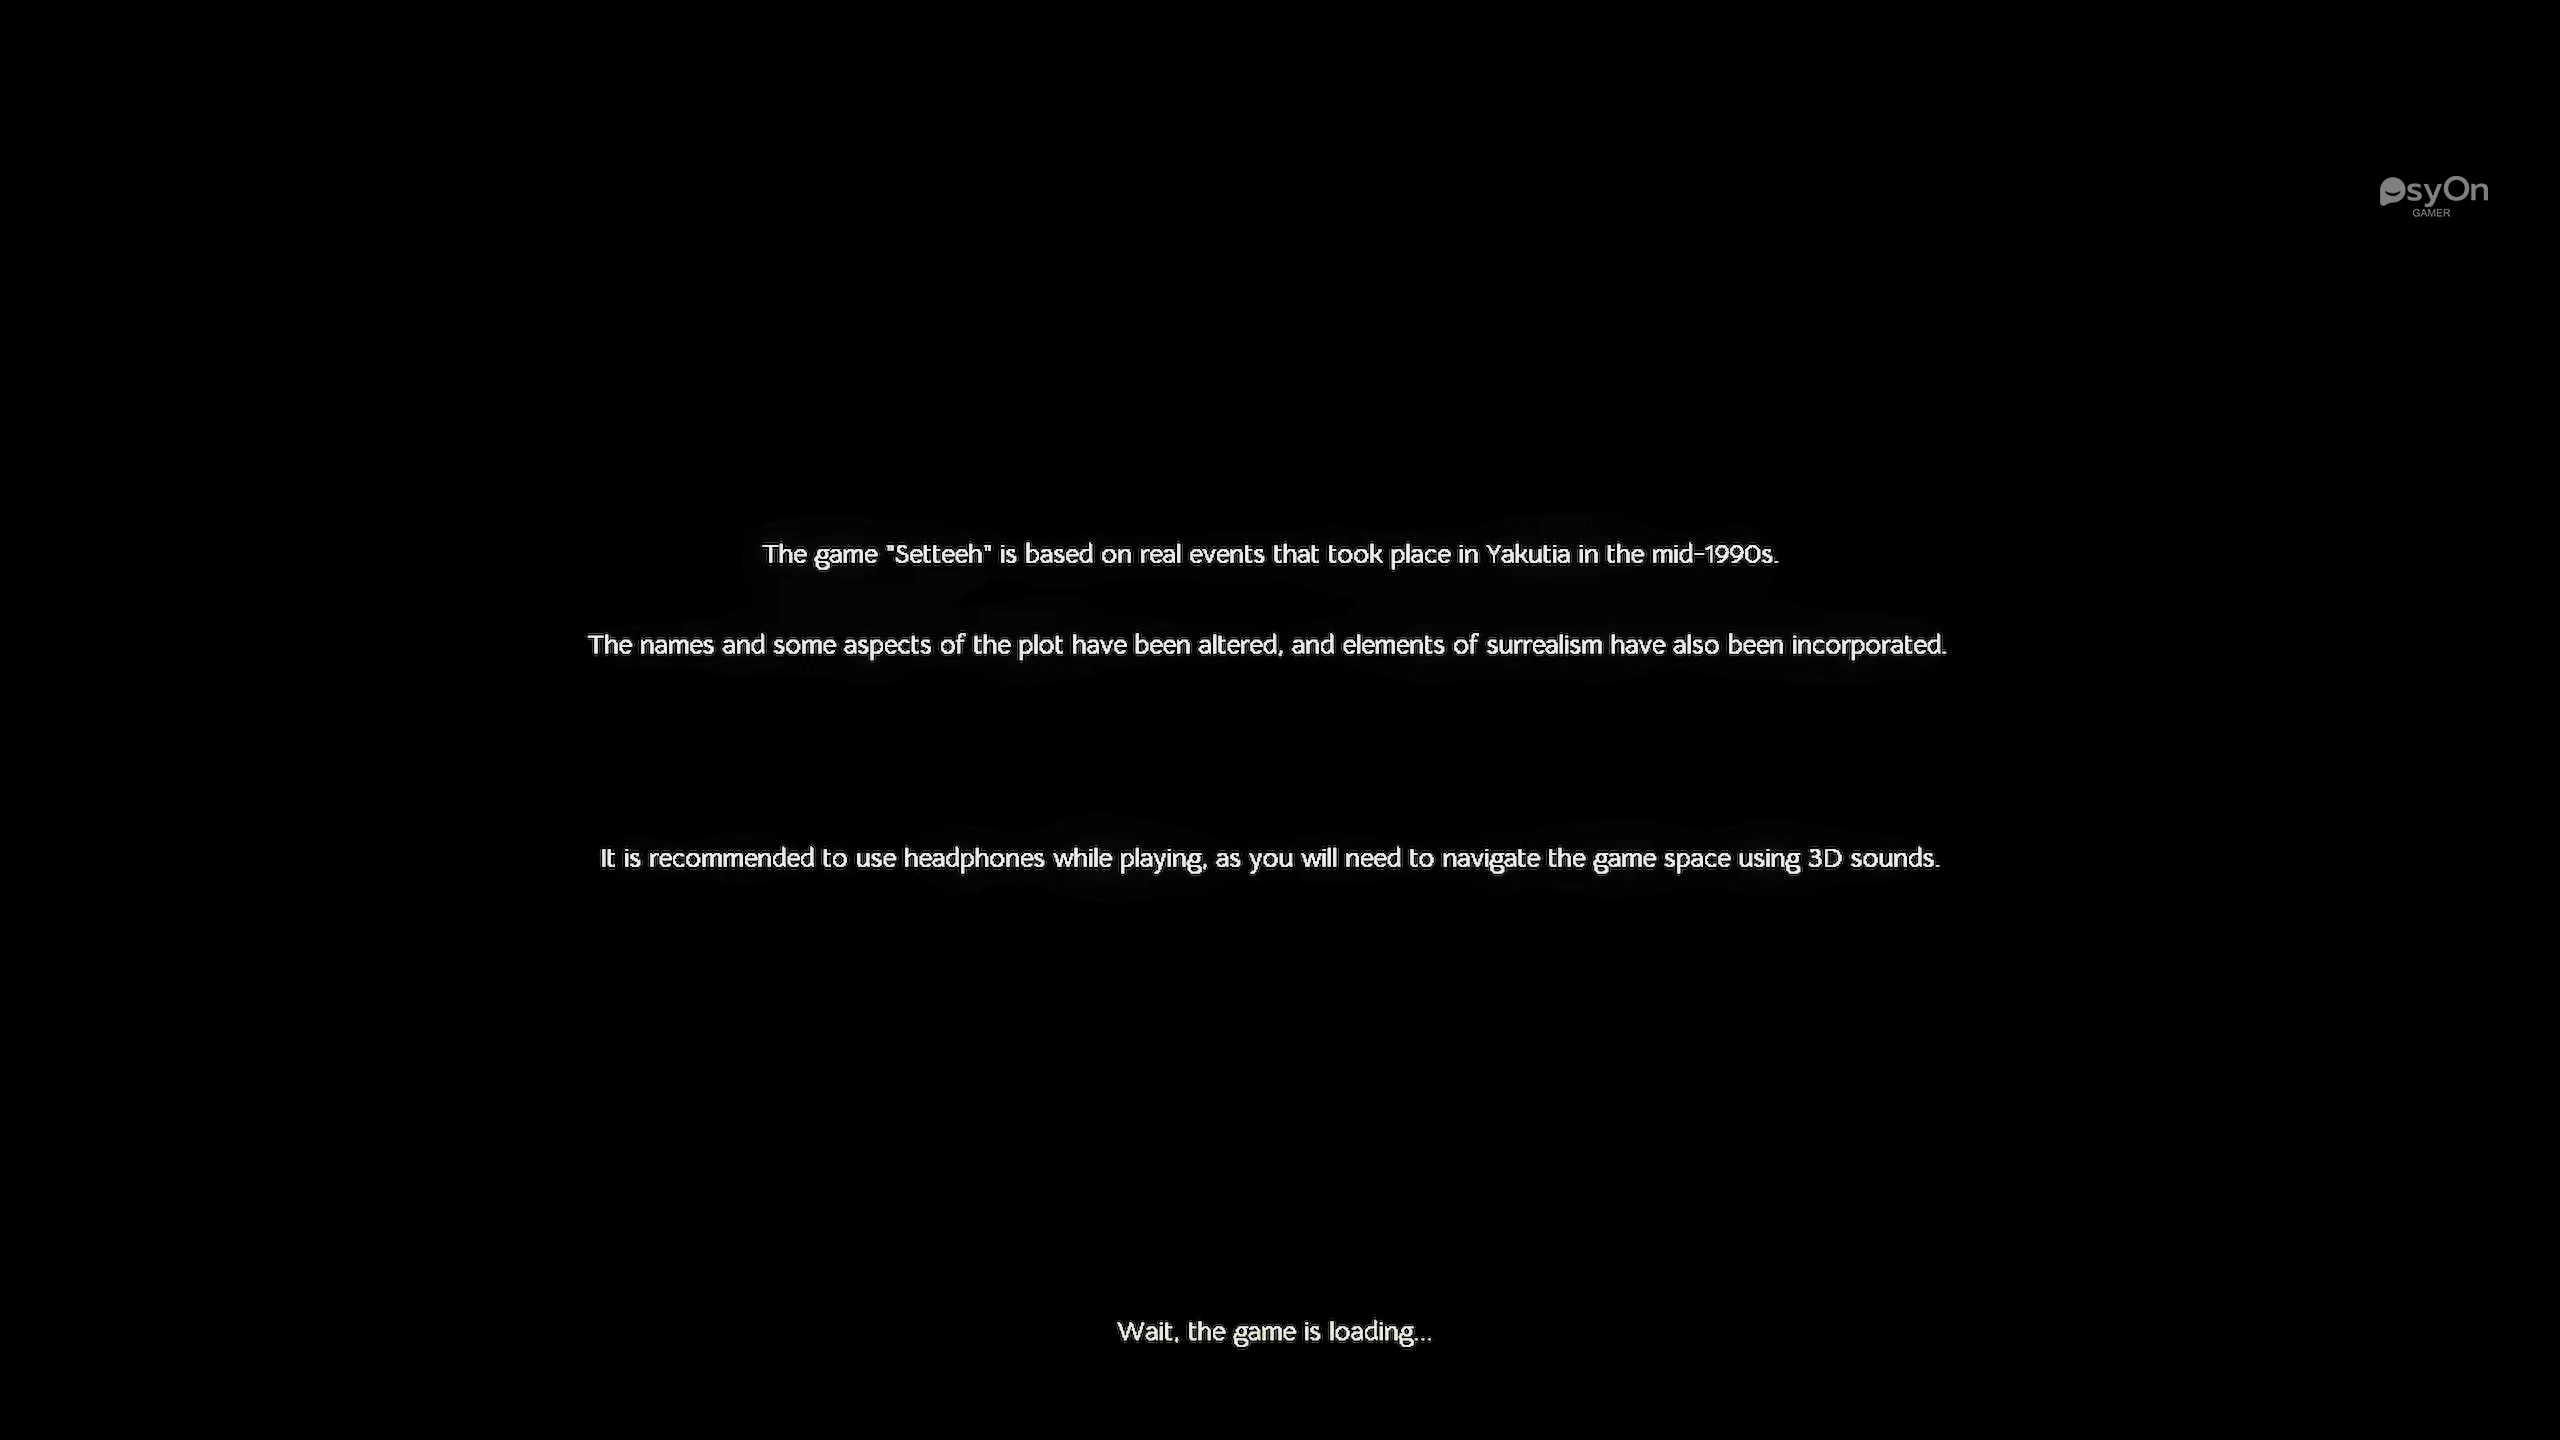 PsyOn
GAMER
The game "Setteeh" is based on real events that took place in Yakutia in the mid-1990s.
The names and some aspects of the plot have been altered, and elements of surrealism have also been incorporated.
It is recommended to use headphones while playing, as you will need to navigate the game space using 3D sounds.
Wait, the game is loading...